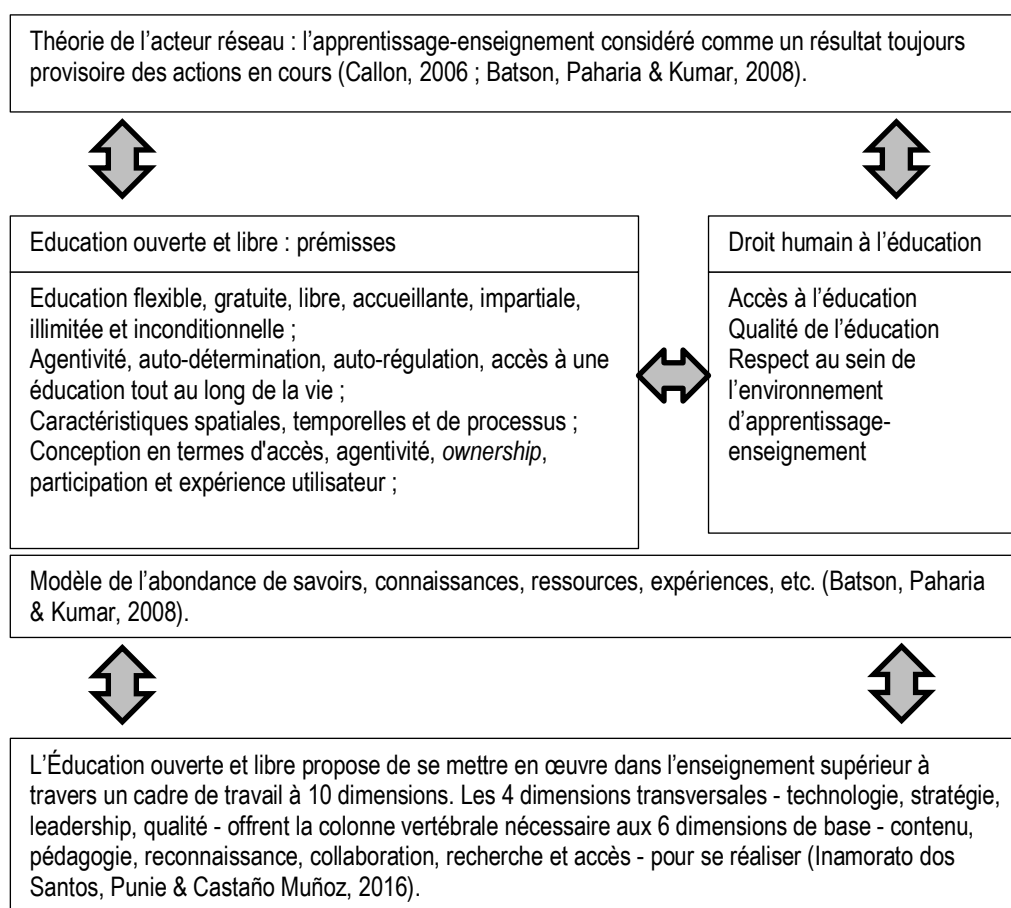 Théorie de l’acteur réseau : l’apprentissage-enseignement considéré comme un résultat toujours
provisoire des actions en cours (Callon, 2006 ; Batson, Paharia & Kumar, 2008).
Education ouverte et libre : prémisses
Education flexible, gratuite, libre, accueillante, impartiale,
illimitée et inconditionnelle ;
Agentivité, auto-détermination, auto-régulation, accès à une
éducation tout au long de la vie ;
Caractéristiques spatiales, temporelles et de processus ;
Conception en termes d'accès, agentivité, ownership,
participation et expérience utilisateur ;
Droit humain à l’éducation
Accès à l’éducation
Qualité de l’éducation
Respect au sein de
l’environnement
d’apprentissage-
enseignement
Modèle de l’abondance de savoirs, connaissances, ressources, expériences, etc. (Batson, Paharia
& Kumar, 2008).
L’Éducation ouverte et libre propose de se mettre en œuvre dans l’enseignement supérieur à
travers un cadre de travail à 10 dimensions. Les 4 dimensions transversales - technologie, stratégie,
leadership, qualité - offrent la colonne vertébrale nécessaire aux 6 dimensions de base - contenu,
pédagogie, reconnaissance, collaboration, recherche et accès - pour se réaliser (Inamorato dos
Santos, Punie & Castaño Muñoz, 2016).